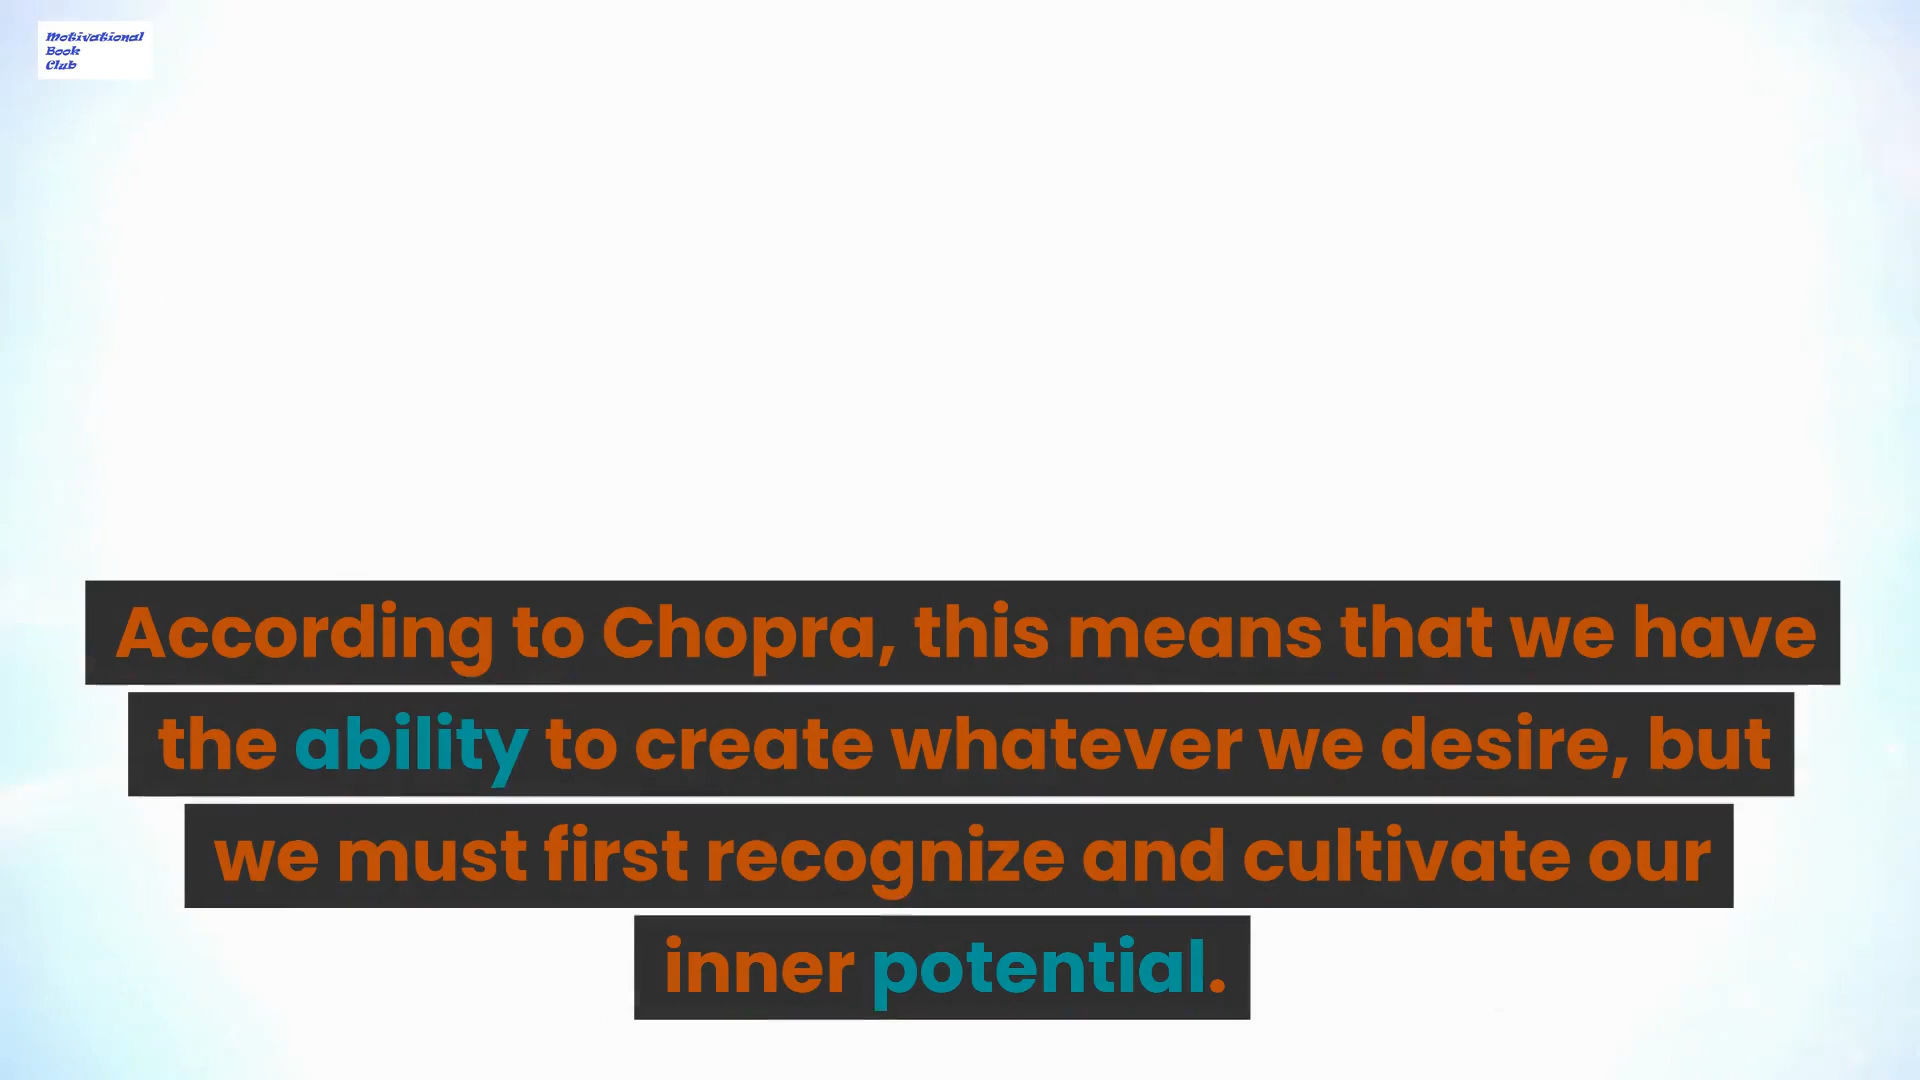 Motivational
Book
Club
According to Chopra, this means that we have
the ability to create whatever we desire, but
we must first recognize and cultivate our
inner potential.